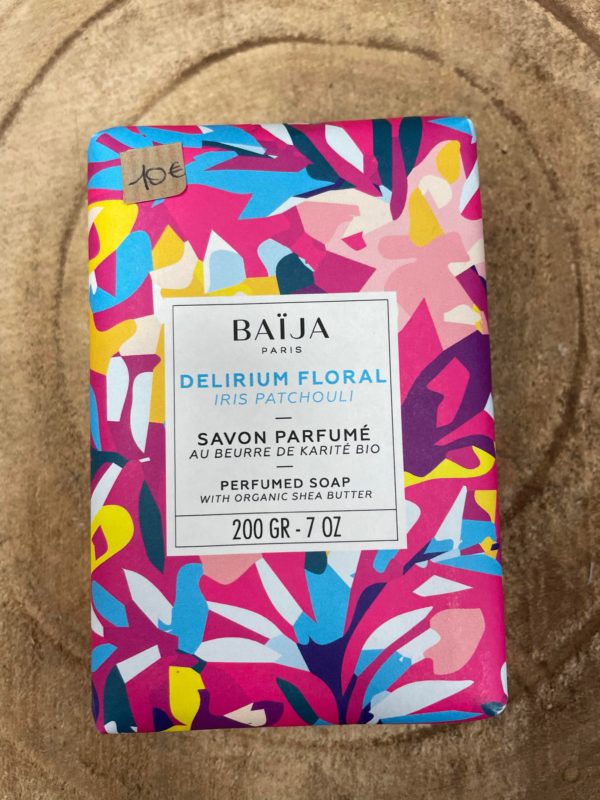 10€
BAÏJA
PARIS
DELIRIUM FLORAL
IRIS PATCHOULI
SAVON PARFUMÉ
AU BEURRE DE KARITÉ BIO
PERFUMED SOAP
WITH ORGANIC SHEA BUTTER
200 GR - 7 OZ